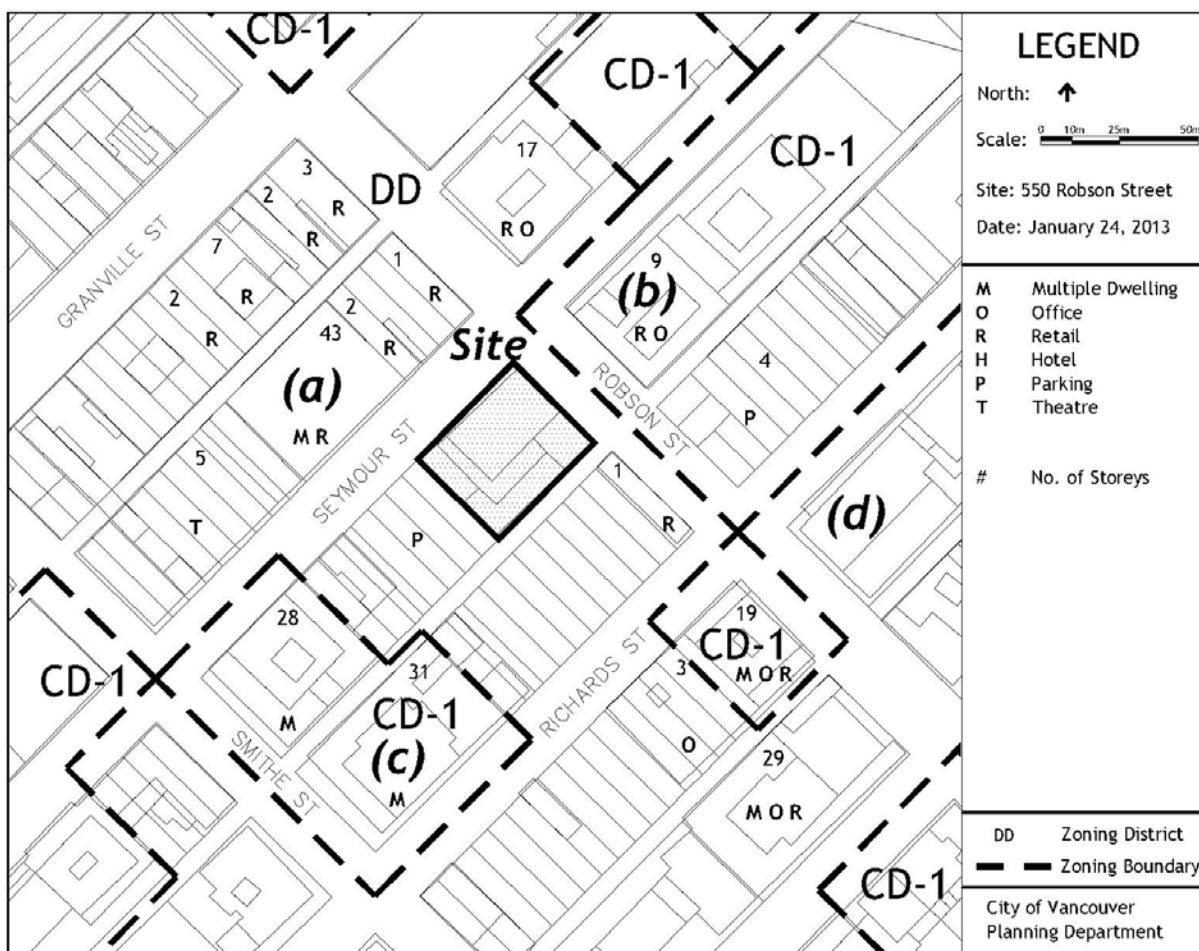 CD-1
CD-1
CD-1
17
R O
DD
3
R
2
R
7
R
2
R
GRANVILLE ST
1
R
2
R
43
(a)
M R
5
T
Site
9
(b)
R O
ROBSON ST
4
P
SEYMOUR ST
P
1
R
(d)
28
M
CD-1
31
CD-1
(c)
M
SMITHE ST
RICHARDS ST
19
CD-1
M O R
3
O
29
M O R
CD-1
LEGEND
North:
Scale: 0 10m 25m 50m
Site: 550 Robson Street
Date: January 24, 2013
M Multiple Dwelling
O Office
R Retail
H Hotel
P Parking
T Theatre
# No. of Storeys
DD Zoning District
Zoning Boundary
City of Vancouver
Planning Department